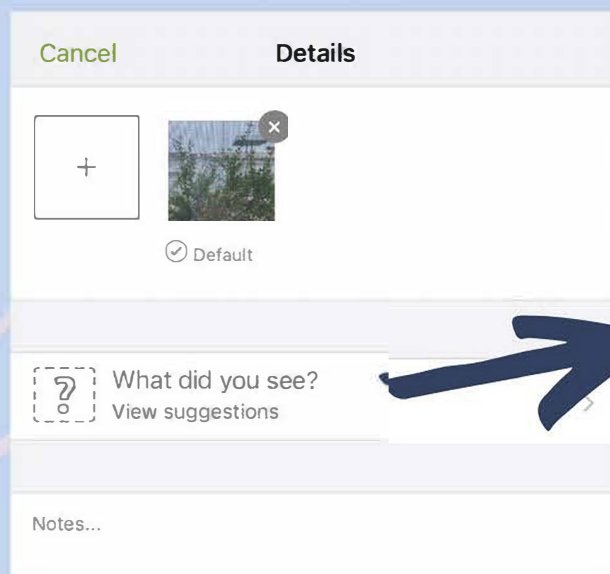 Cancel Details
Default
What did you see?
View suggestions
Notes...